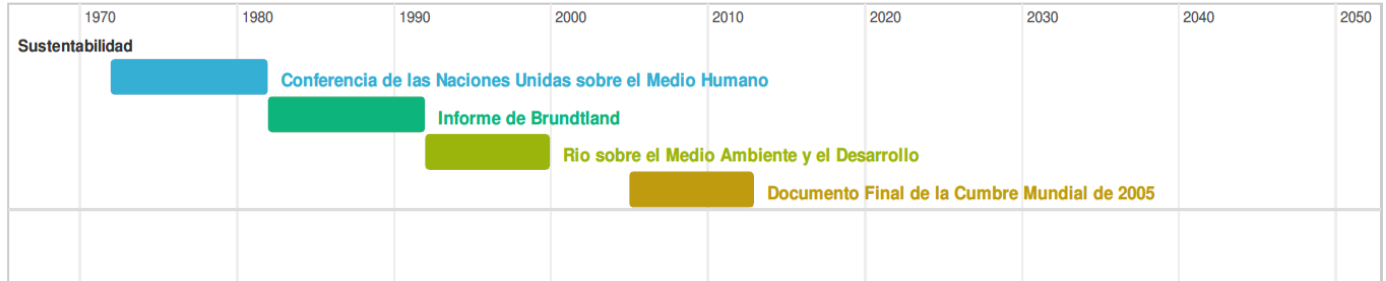 1970 1980 1990 2000 2010 2020 2030 2040 2050
Sustentabilidad
Conferencia de las Naciones Unidas sobre el Medio Humano
Informe de Brundtland
Rio sobre el Medio Ambiente y el Desarrollo
Documento Final de la Cumbre Mundial de 2005